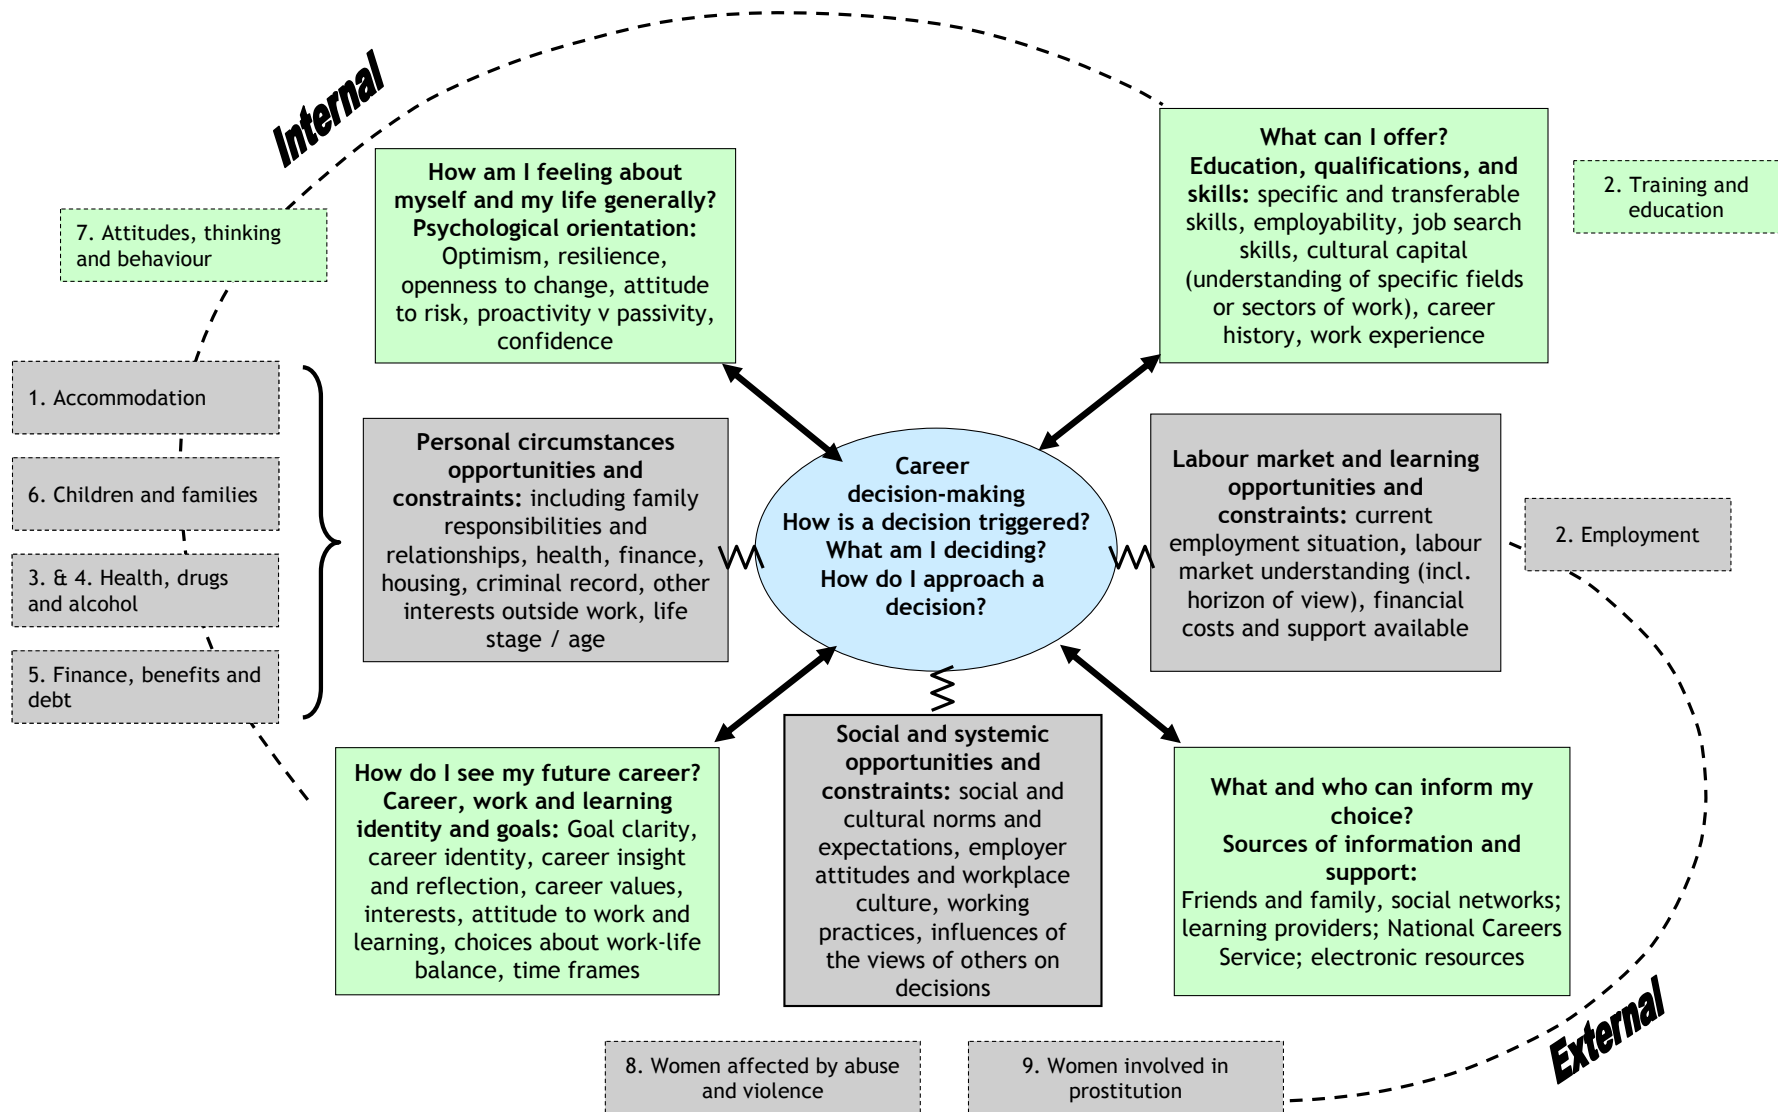 Internal
How am I feeling about
myself and my life generally?
Psychological orientation:
Optimism, resilience,
openness to change, attitude
to risk, proactivity v passivity,
confidence
What can I offer?
Education, qualifications, and
skills: specific and transferable
skills, employability, job search
skills, cultural capital
(understanding of specific fields
or sectors of work), career
history, work experience
2. Training and
education
7. Attitudes, thinking
and behaviour
1. Accommodation
6. Children and families
3. & 4. Health, drugs
and alcohol
5. Finance, benefits and
debt
Personal circumstances
opportunities and
constraints: including family
responsibilities and
relationships, health, finance,
housing, criminal record, other
interests outside work, life
stage / age
Career
decision-making
How is a decision triggered?
What am I deciding?
How do I approach a
decision?
Labour market and learning
opportunities and
constraints: current
employment situation, labour
market understanding (incl.
horizon of view), financial
costs and support available
2. Employment
How do I see my future career?
Career, work and learning
identity and goals: Goal clarity,
career identity, career insight
and reflection, career values,
interests, attitude to work and
learning, choices about work-life
balance, time frames
Social and systemic
opportunities and
constraints: social and
cultural norms and
expectations, employer
attitudes and workplace
culture, working
practices, influences of
the views of others on
decisions
What and who can inform my
choice?
Sources of information and
support:
Friends and family, social networks;
learning providers; National Careers
Service; electronic resources
External
8. Women affected by abuse
and violence
9. Women involved in
prostitution